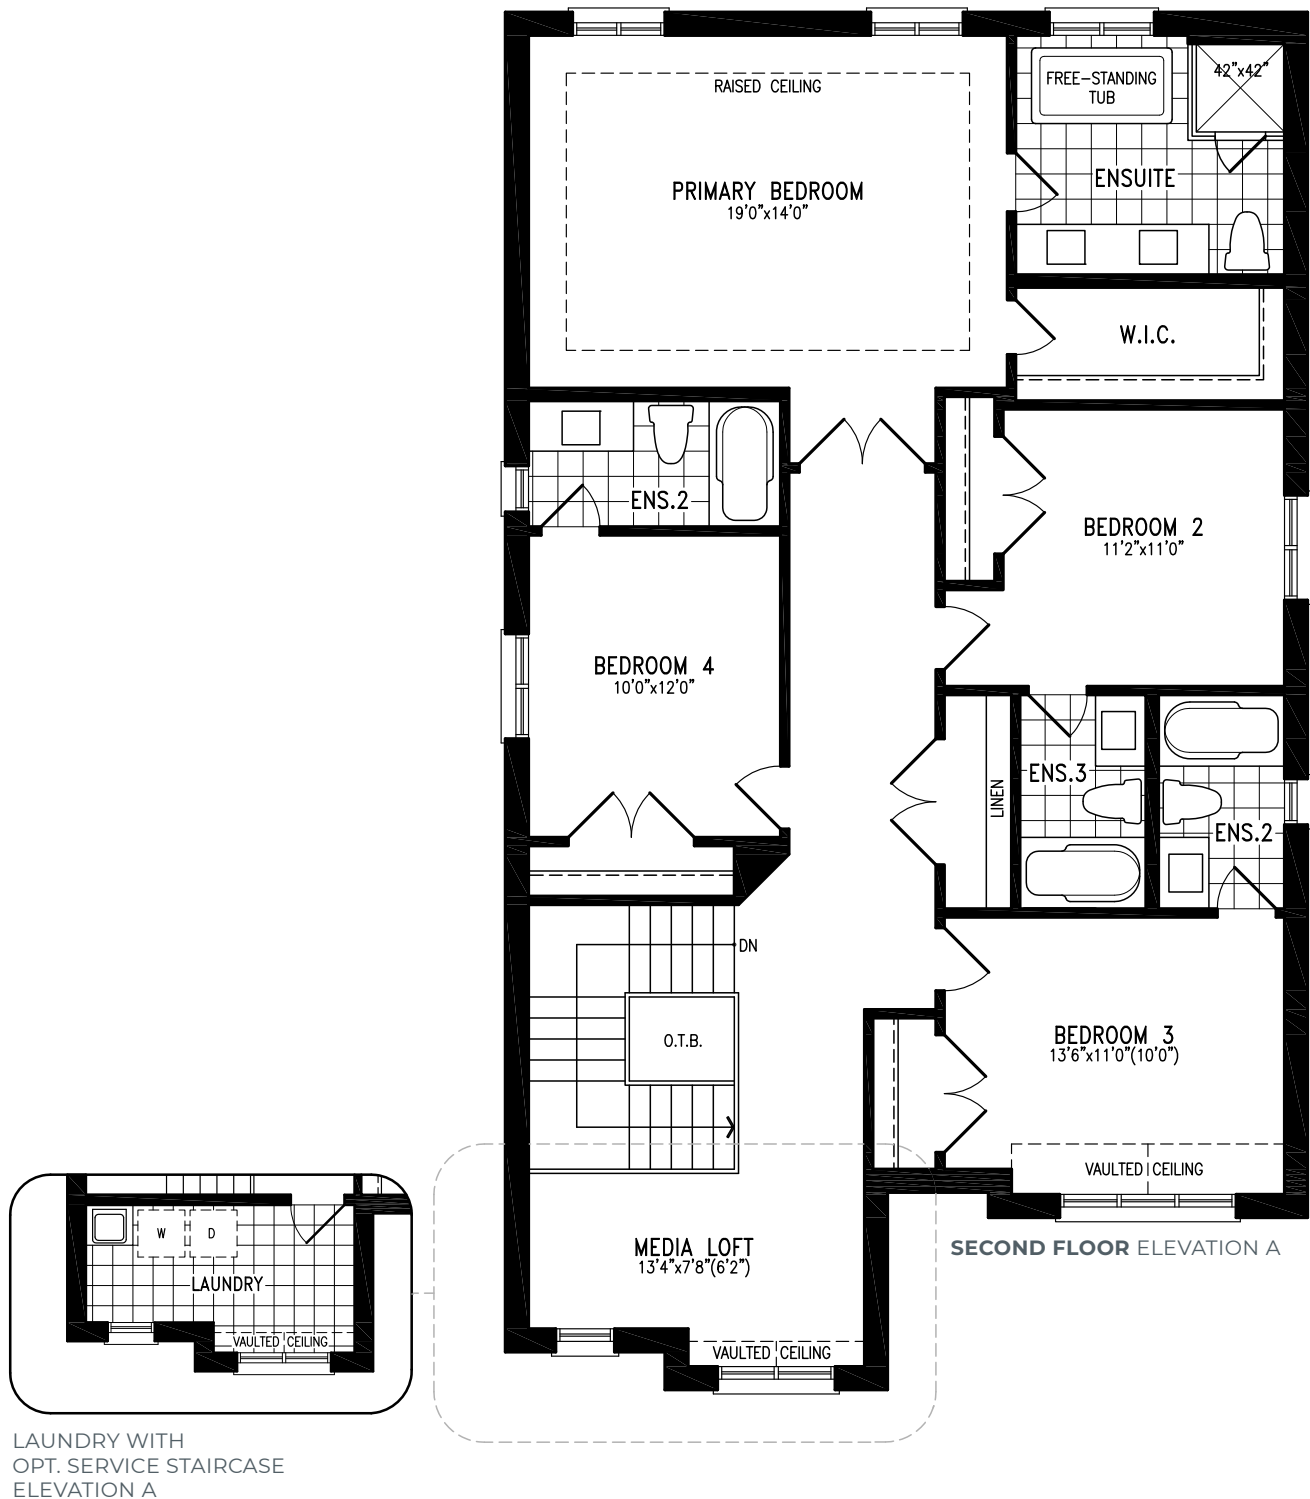 FREE-STANDING
TUB
42"x42"
RAISED CEILING
PRIMARY BEDROOM
19'0"x14'0"
ENSUITE
W.I.C.
ENS.2
BEDROOM 2
11'2"x11'0"
BEDROOM 4
10'0"x12'0"
ENS.3
LINEN
ENS.2
DN
O.T.B.
BEDROOM 3
13'6"x11'0"(10'0")
VAULTED CEILING
MEDIA LOFT
13'4"x7'8"(6'2")
VAULTED CEILING
SECOND FLOOR ELEVATION A
W
D
LAUNDRY
VAULTED CEILING
LAUNDRY WITH
OPT. SERVICE STAIRCASE
ELEVATION A